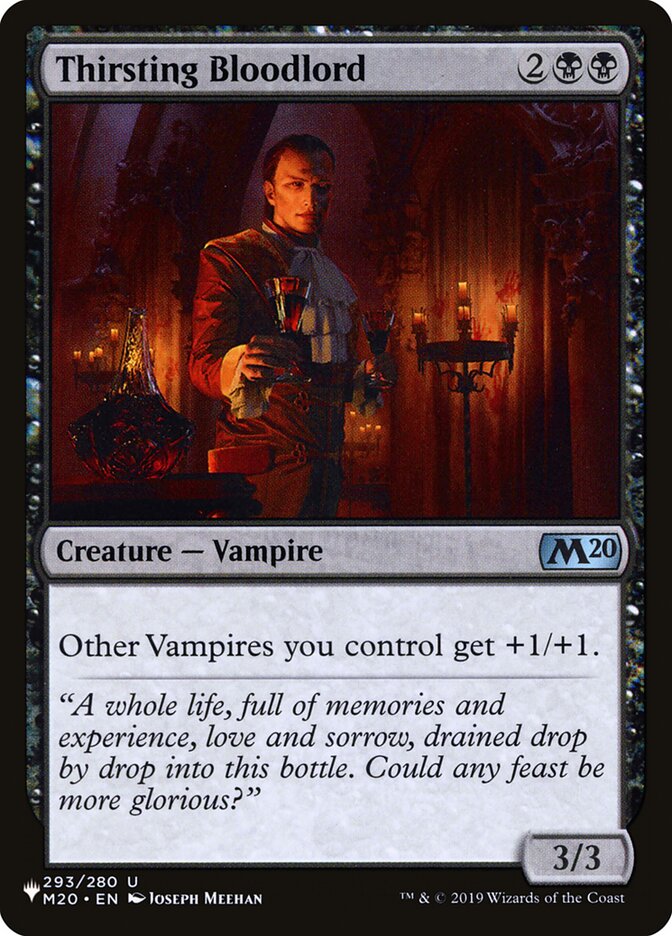 Thirsting Bloodlord 2
Creature — Vampire M20
Other Vampires you control get +1/+1.
“A whole life, full of memories and
experience, love and sorrow, drained drop
by drop into this bottle. Could any feast be
more glorious?”
3/3
293/280 U
M20 • EN Joseph Meehan ™ & © 2019 Wizards of the Coast